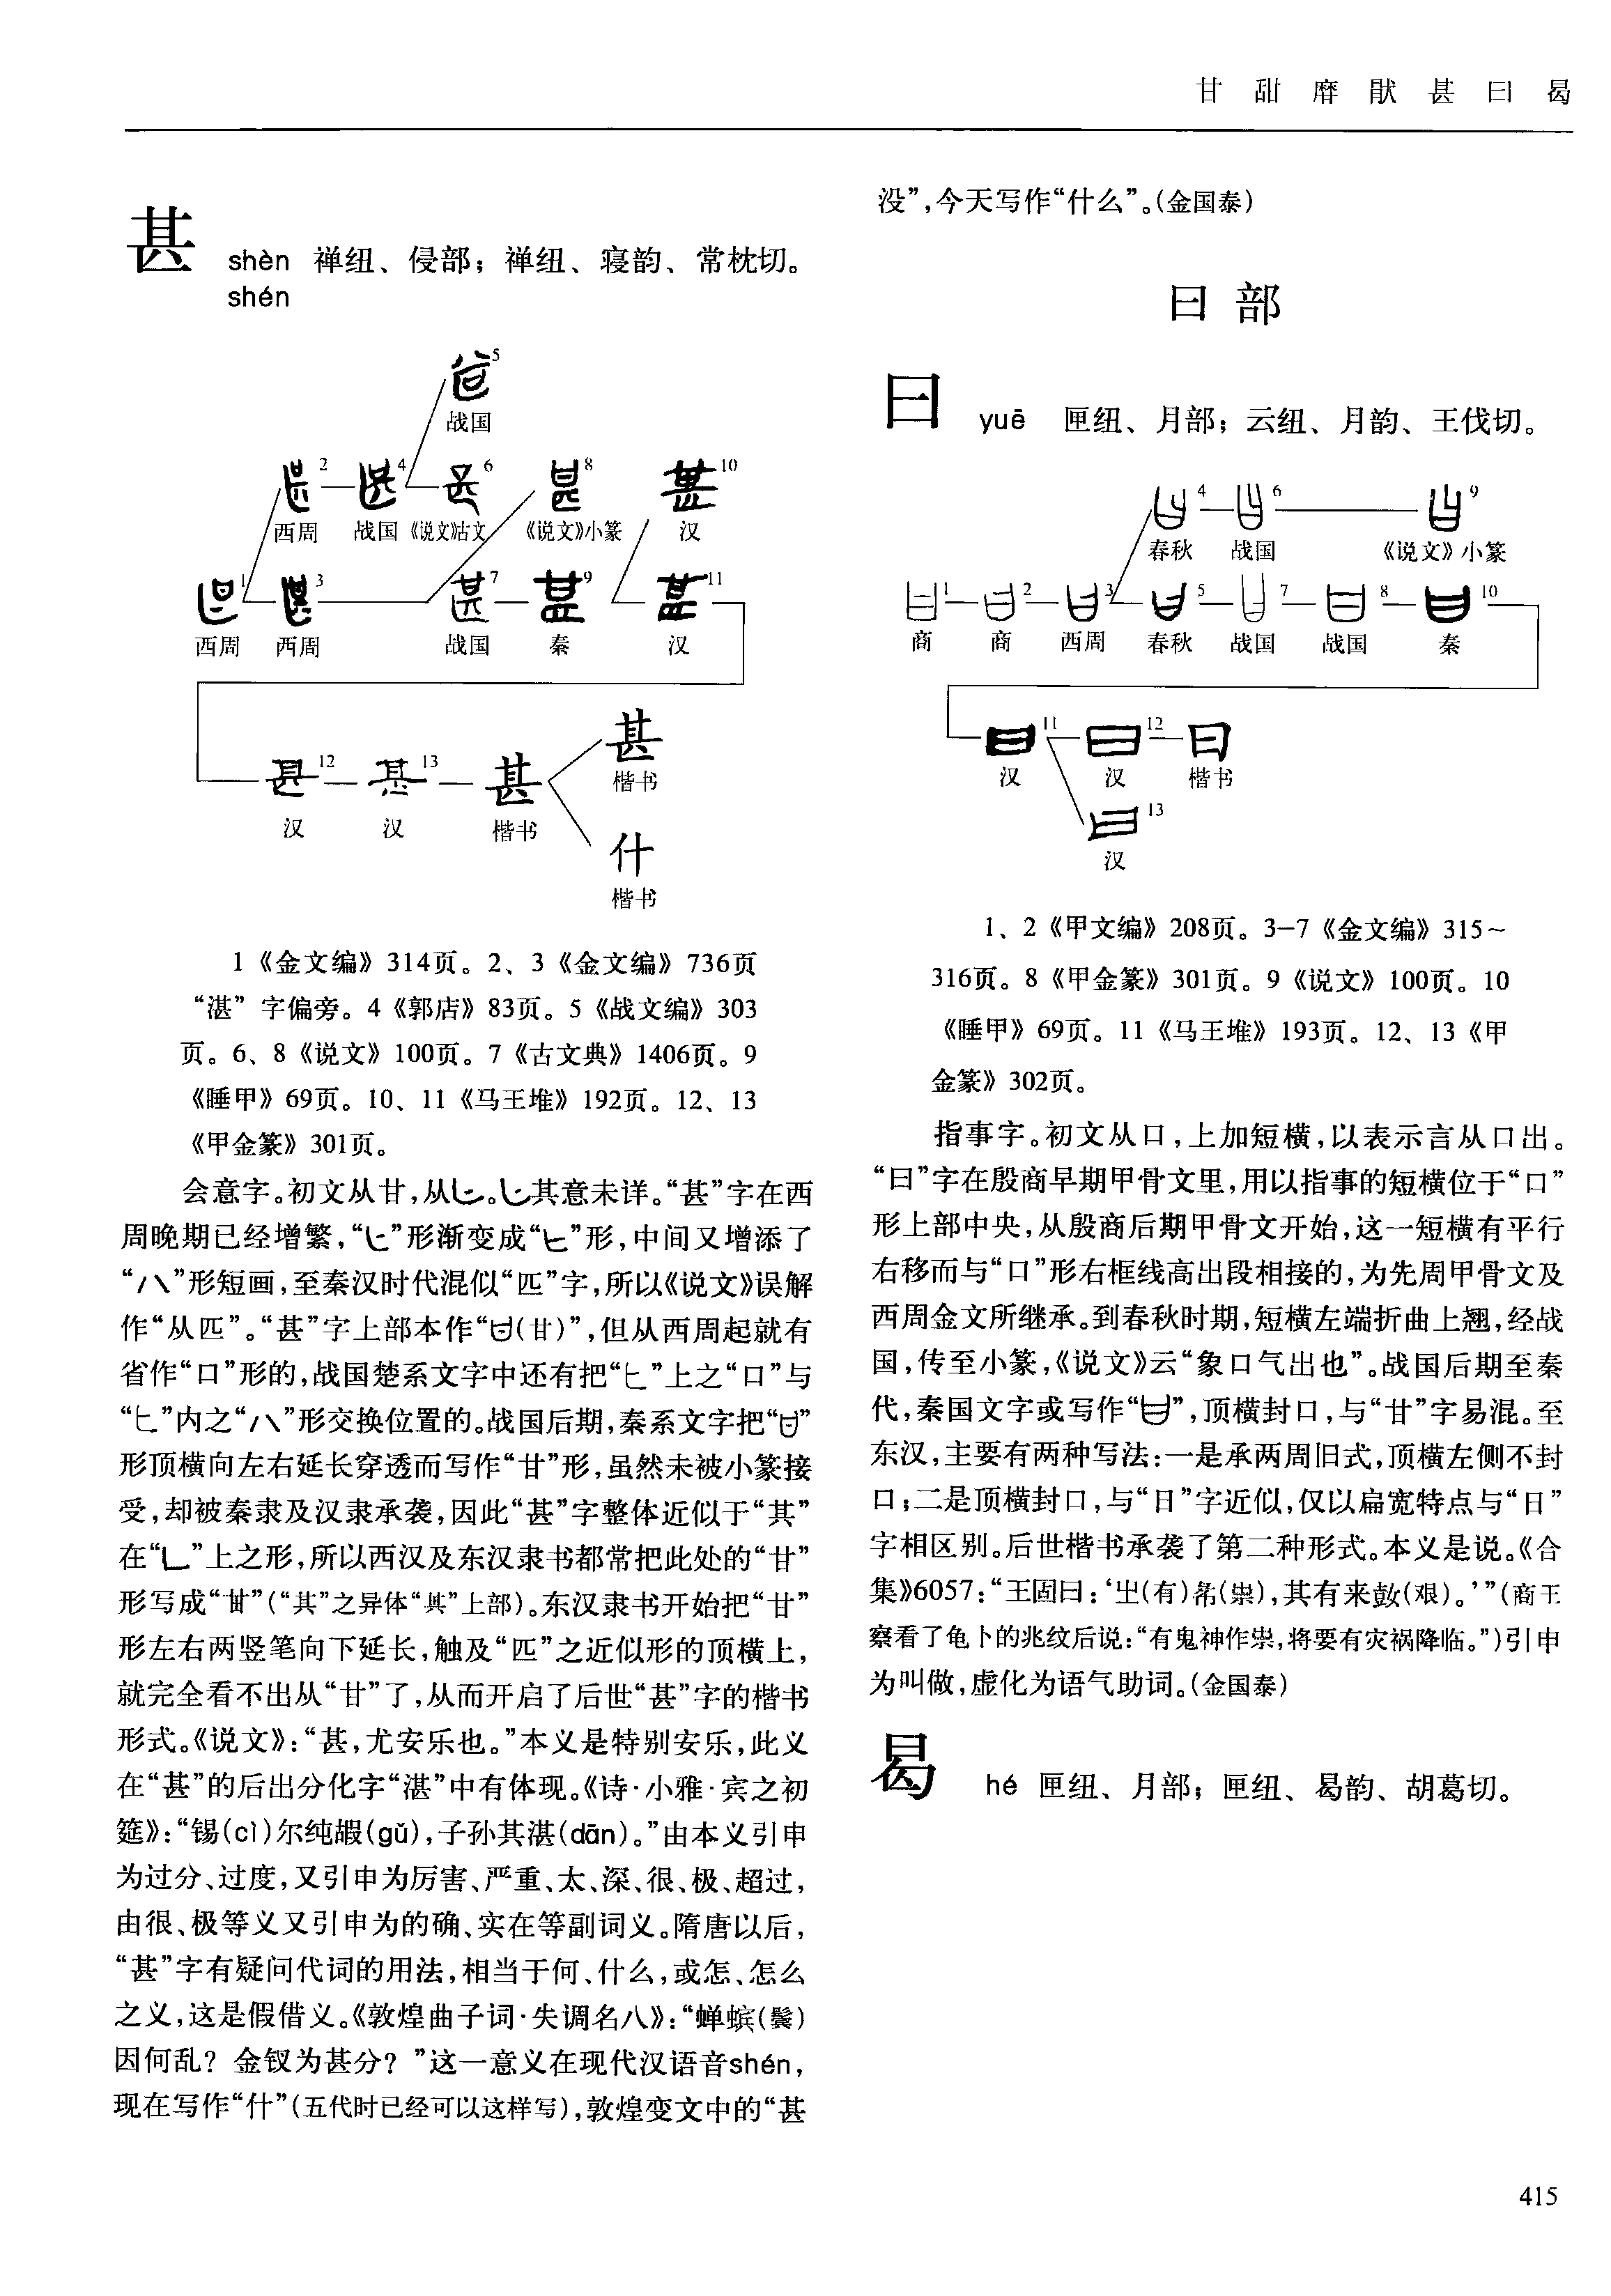 甘 甜 𪎒 猒 甚 曰 曷
甚
shèn 禅纽、侵部；禅纽、寝韵、常枕切。
shén
5
战国
2 4 6 8 10
西周 战国 《说文》古文 《说文》小篆 汉
1 3 7 9 11
西周 西周 战国 秦 汉
甚
楷书
12 13 甚
汉 汉 楷书
什
楷书
1《金文编》314页。2、3《金文编》736页
“湛”字偏旁。4《郭店》83页。5《战文编》303
页。6、8《说文》100页。7《古文典》1406页。9
《睡甲》69页。10、11《马王堆》192页。12、13
《甲金篆》301页。
会意字。初文从甘，从。其意未详。“甚”字在西
周晚期已经增繁，“”形渐变成“”形，中间又增添了
“八”形短画，至秦汉时代混似“匹”字，所以《说文》误解
作“从匹”。“甚”字上部本作“（甘）”，但从西周起就有
省作“口”形的，战国楚系文字中还有把“”上之“口”与
“”内之“八”形交换位置的。战国后期，秦系文字把“”
形顶横向左右延长穿透而写作“甘”形，虽然未被小篆接
受，却被秦隶及汉隶承袭，因此“甚”字整体近似于“其”
在“乚”上之形，所以西汉及东汉隶书都常把此处的“甘”
形写成“”（“其”之异体“”上部）。东汉隶书开始把“甘”
形左右两竖笔向下延长，触及“匹”之近似形的顶横上，
就完全看不出从“甘”了，从而开启了后世“甚”字的楷书
形式。《说文》：“甚，尤安乐也。”本义是特别安乐，此义
在“甚”的后出分化字“湛”中有体现。《诗·小雅·宾之初
筵》：“锡（cì）尔纯嘏（gǔ），子孙其湛（dān）。”由本义引申
为过分、过度，又引申为厉害、严重、太、深、很、极、超过，
由很、极等义又引申为的确、实在等副词义。隋唐以后，
“甚”字有疑问代词的用法，相当于何、什么，或怎、怎么
之义，这是假借义。《敦煌曲子词·失调名八》：“蝉蠙（鬓）
因何乱？金钗为甚分？”这一意义在现代汉语音shén，
现在写作“什”（五代时已经可以这样写），敦煌变文中的“甚
没”，今天写作“什么”。（金国泰）
曰部
曰
yuē 匣纽、月部；云纽、月韵、王伐切。
4 6 9
春秋 战国 《说文》小篆
1 2 3 5 7 8 10
商 商 西周 春秋 战国 战国 秦
11 12 曰
汉 汉 楷书
13
汉
1、2《甲文编》208页。3-7《金文编》315~
316页。8《甲金篆》301页。9《说文》100页。10
《睡甲》69页。11《马王堆》193页。12、13《甲
金篆》302页。
指事字。初文从口，上加短横，以表示言从口出。
“曰”字在殷商早期甲骨文里，用以指事的短横位于“口”
形上部中央，从殷商后期甲骨文开始，这一短横有平行
右移而与“口”形右框线高出段相接的，为先周甲骨文及
西周金文所继承。到春秋时期，短横左端折曲上翘，经战
国，传至小篆，《说文》云“象口气出也”。战国后期至秦
代，秦国文字或写作“”，顶横封口，与“甘”字易混。至
东汉，主要有两种写法：一是承两周旧式，顶横左侧不封
口；二是顶横封口，与“日”字近似，仅以扁宽特点与“日”
字相区别。后世楷书承袭了第二种形式。本义是说。《合
集》6057：“王固曰：‘㞢（有）希（祟），其有来敱（艰）。’”（商王
察看了龟卜的兆纹后说：“有鬼神作祟，将要有灾祸降临。”）引申
为叫做，虚化为语气助词。（金国泰）
曷
hé 匣纽、月部；匣纽、曷韵、胡葛切。
415